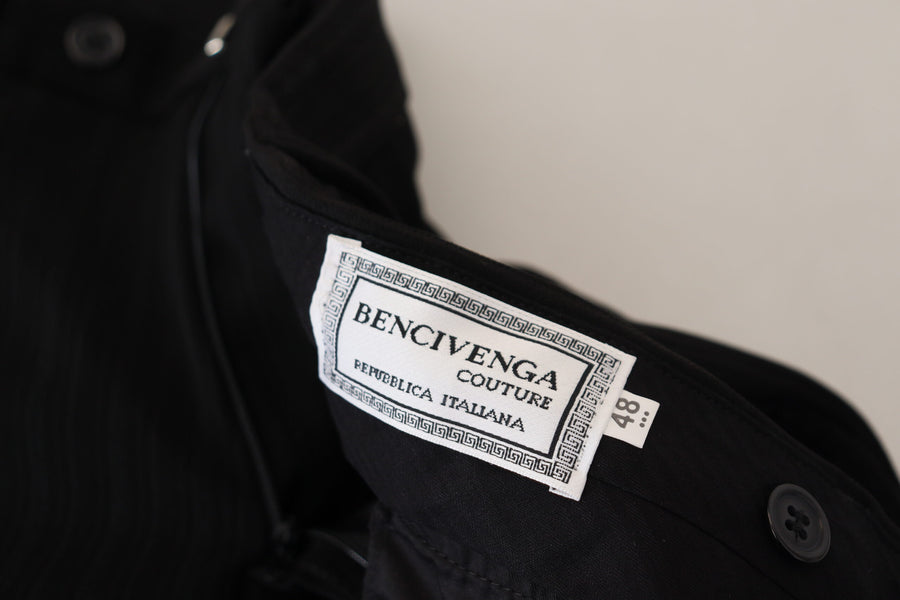 BENCIVENGA
COUTURE
REPUBBLICA ITALIANA
48